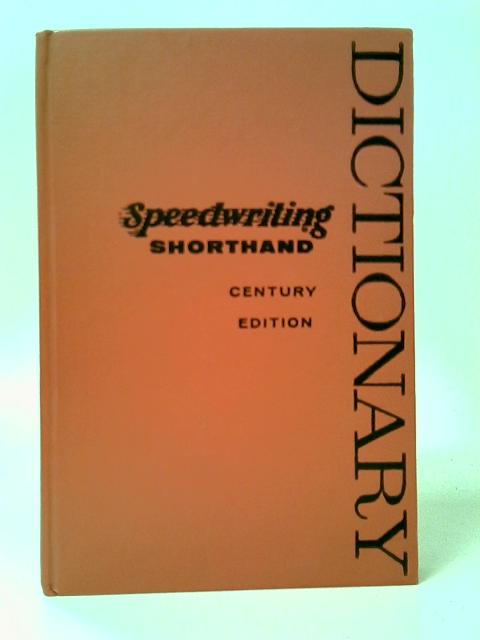 Speedwriting
SHORTHAND
CENTURY
EDITION
DICTIONARY